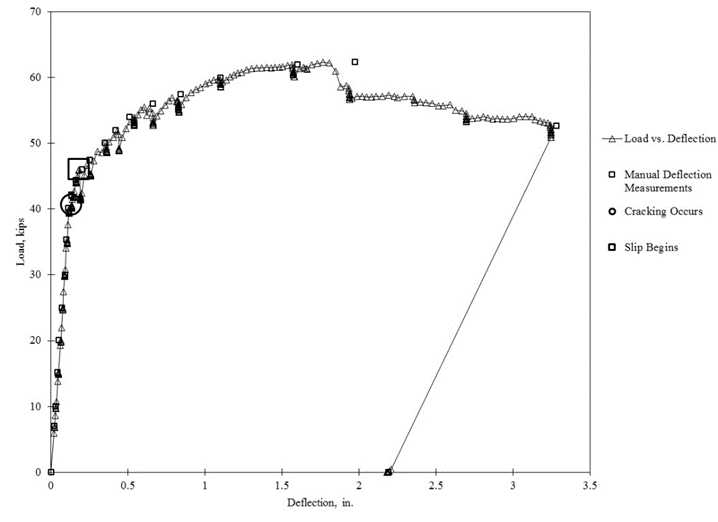 70
60
50
40
30
20
10
0
Load, kips
0
0.5
1
1.5
2
2.5
3
3.5
Deflection, in.
Load vs. Deflection
Manual Deflection
Measurements
Cracking Occurs
Slip Begins